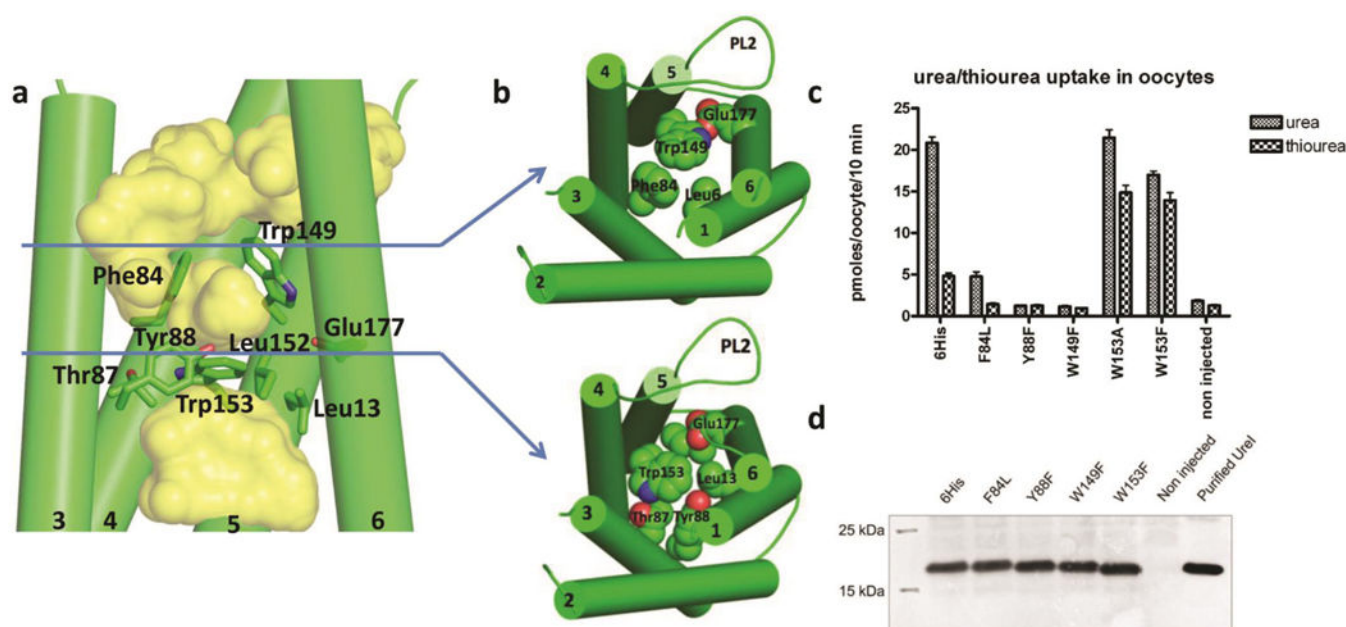 a
Trp149
Phe84
Tyr88
Leu152
Glu177
Thr87
Trp153
Leu13
3
4
5
6
b
PL2
4
5
Glu177
Trp149
Phe84
Leu6
3
6
1
2
PL2
4
5
Glu177
Trp153
Leu13
6
3
Thr87
Tyr88
1
2
c
urea/thiourea uptake in oocytes
pmoles/oocyte/10 min
25
20
15
10
5
0
6His
F84L
Y88F
W149F
W153A
W153F
non injected
urea
thiourea
d
6His
F84L
Y88F
W149F
W153F
Non injected
Purified UreI
25 kDa
15 kDa